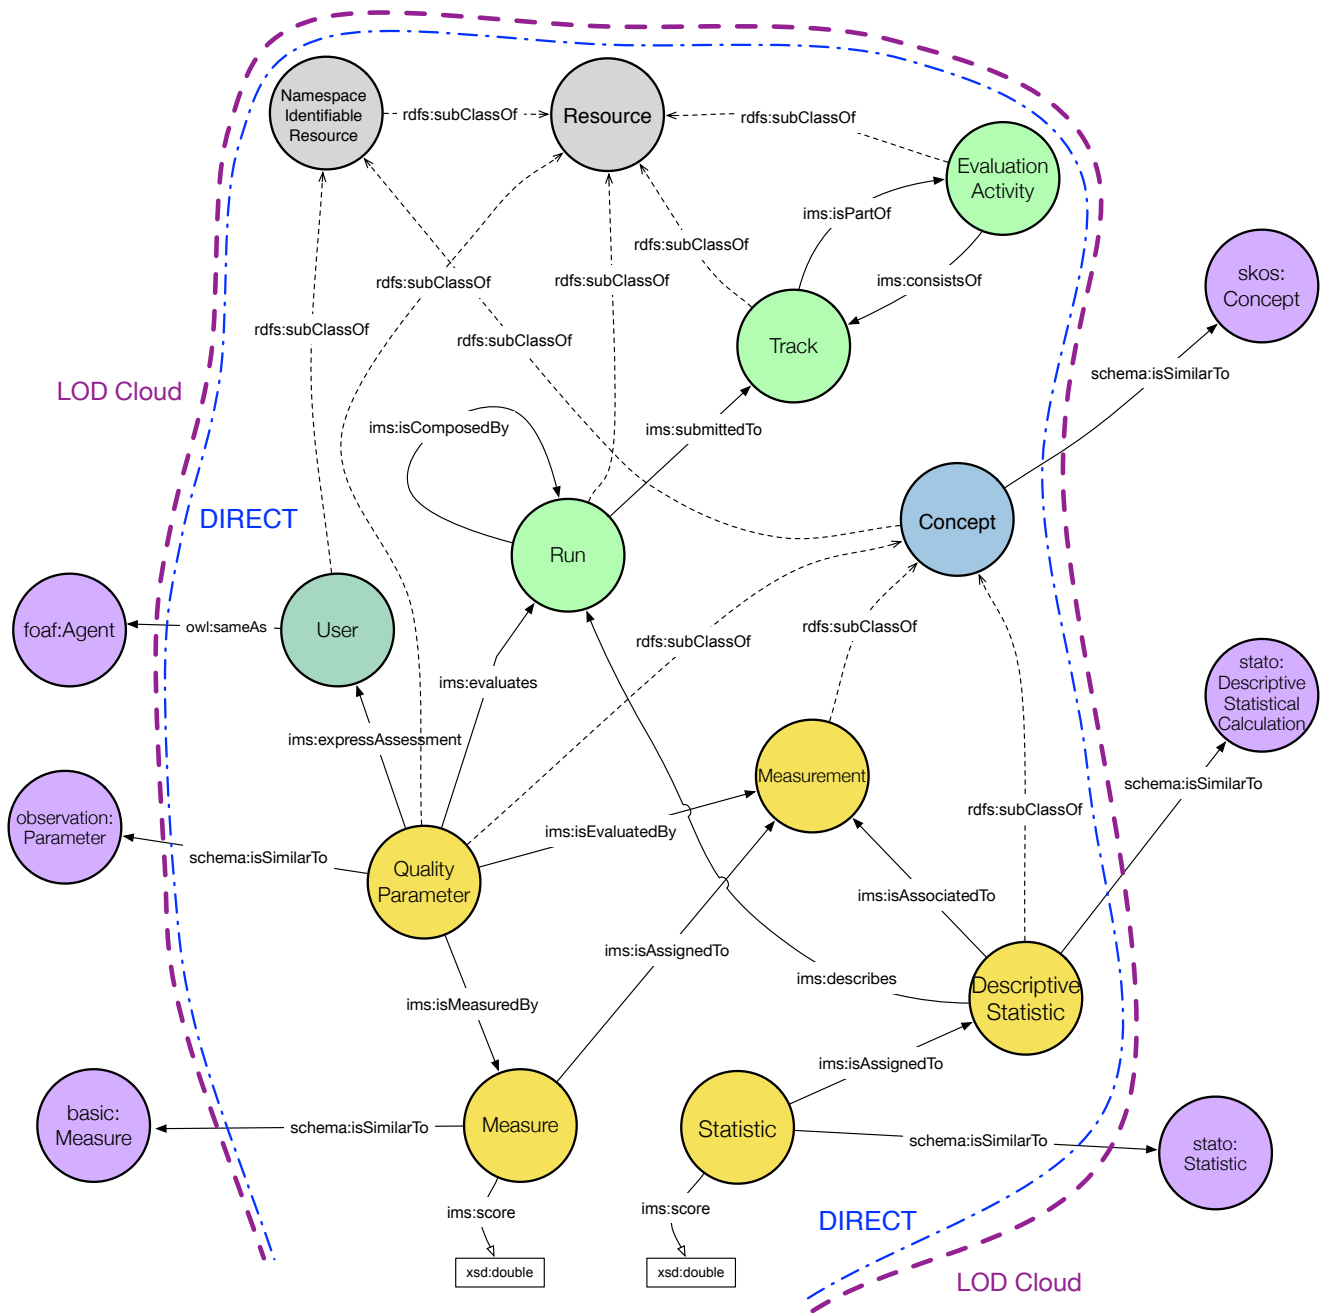 Namespace
Identifiable
Resource
rdfs:subClassOf
Resource
rdfs:subClassOf
Evaluation
Activity
ims:isPartOf
rdfs:subClassOf
rdfs:subClassOf
rdfs:subClassOf
ims:consistsOf
skos:
Concept
rdfs:subClassOf
rdfs:subClassOf
Track
schema:isSimilarTo
LOD Cloud
ims:isComposedBy
ims:submittedTo
DIRECT
Concept
Run
foaf:Agent
owl:sameAs
User
rdfs:subClassOf
rdfs:subClassOf
stato:
Descriptive
Statistical
Calculation
ims:evaluates
ims:expressAssessment
Measurement
schema:isSimilarTo
observation:
Parameter
rdfs:subClassOf
ims:isEvaluatedBy
schema:isSimilarTo
Quality
Parameter
ims:isAssociatedTo
ims:isAssignedTo
ims:describes
Descriptive
Statistic
ims:isMeasuredBy
ims:isAssignedTo
basic:
Measure
schema:isSimilarTo
Measure
Statistic
schema:isSimilarTo
stato:
Statistic
ims:score
ims:score
DIRECT
xsd:double
xsd:double
LOD Cloud